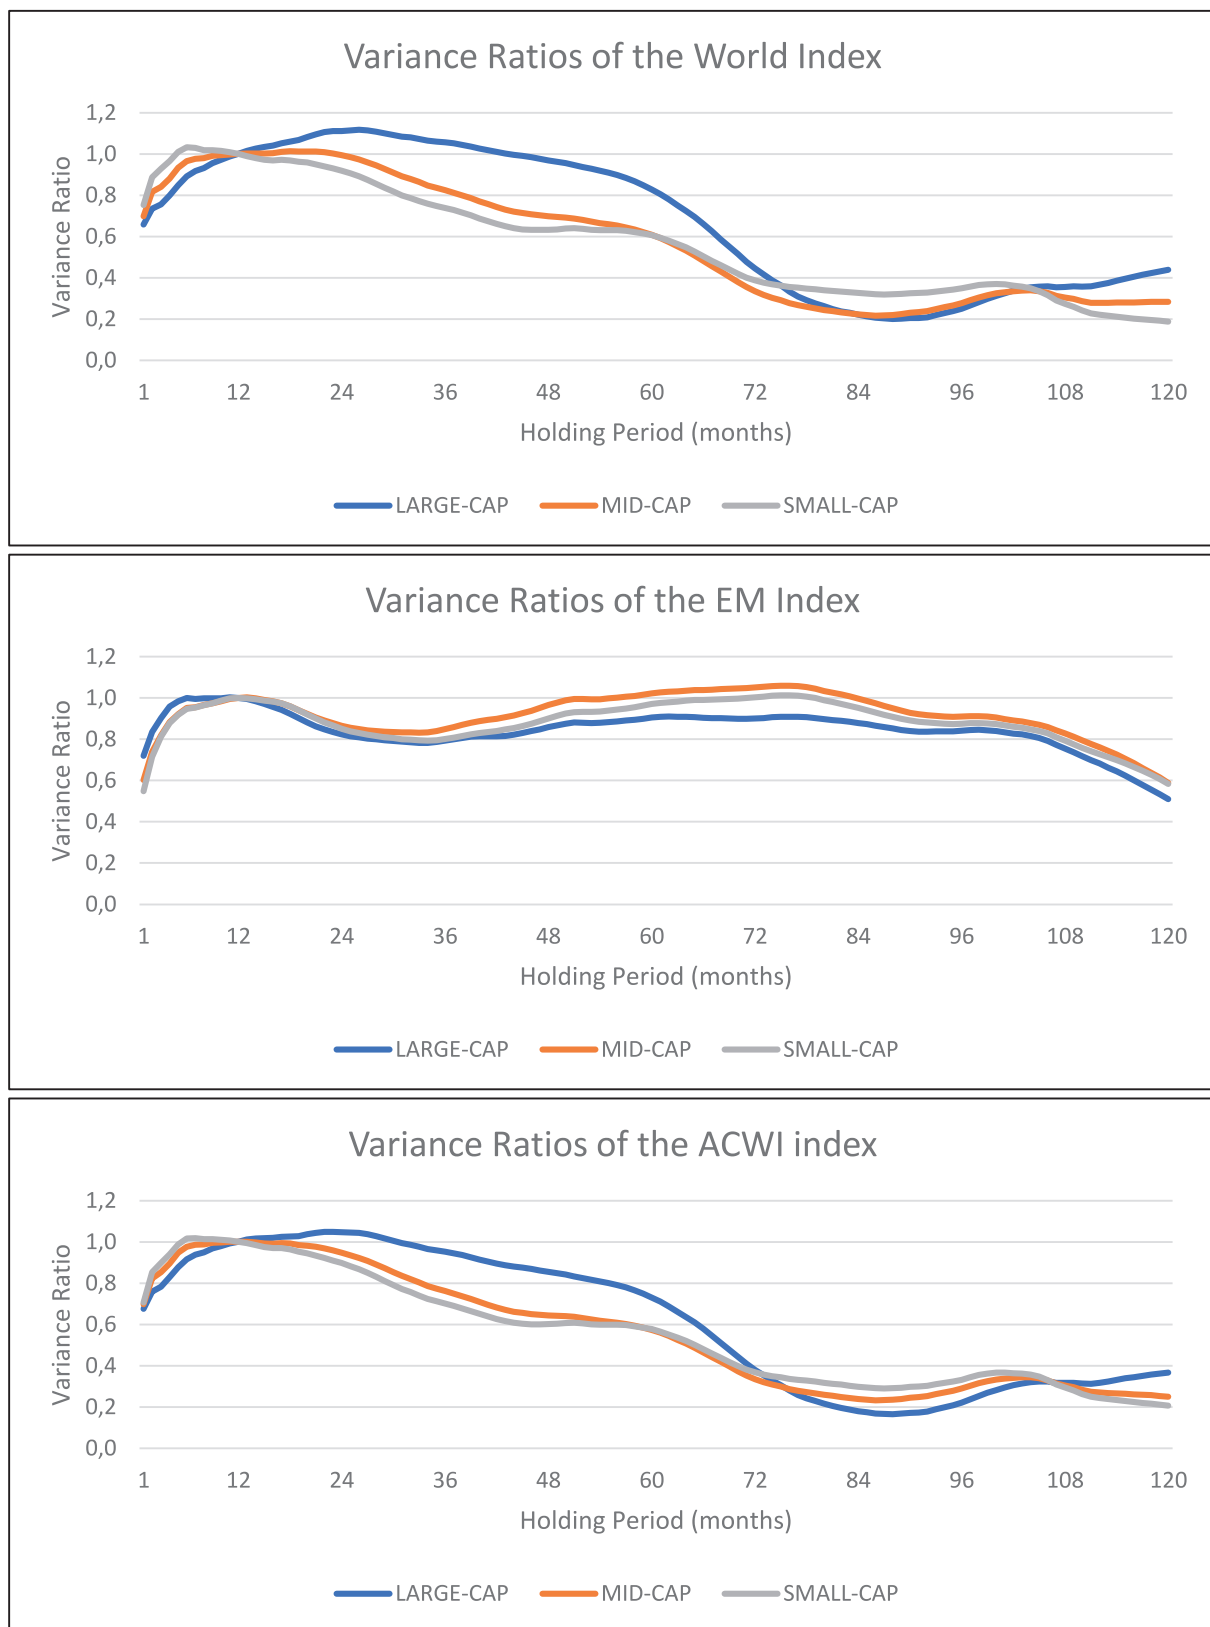 Variance Ratios of the World Index
1,2
1,0
0,8
0,6
0,4
0,2
0,0
Variance Ratio
1 12 24 36 48 60 72 84 96 108 120
Holding Period (months)
LARGE-CAP MID-CAP SMALL-CAP
Variance Ratios of the EM Index
1,2
1,0
0,8
0,6
0,4
0,2
0,0
Variance Ratio
1 12 24 36 48 60 72 84 96 108 120
Holding Period (months)
LARGE-CAP MID-CAP SMALL-CAP
Variance Ratios of the ACWI index
1,2
1,0
0,8
0,6
0,4
0,2
0,0
Variance Ratio
1 12 24 36 48 60 72 84 96 108 120
Holding Period (months)
LARGE-CAP MID-CAP SMALL-CAP